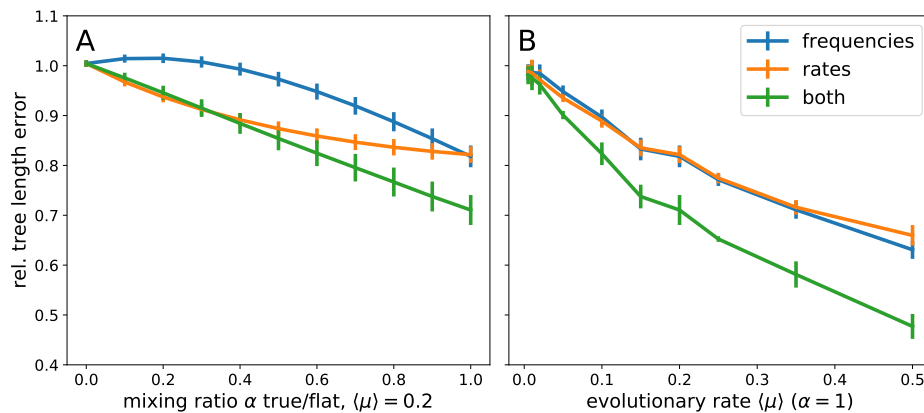 A
B
frequencies
rates
both
rel. tree length error
1.1
1.0
0.9
0.8
0.7
0.6
0.5
0.4
0.0 0.2 0.4 0.6 0.8 1.0
mixing ratio α true/flat, ⟨μ⟩ = 0.2
0.0 0.1 0.2 0.3 0.4 0.5
evolutionary rate ⟨μ⟩ (α = 1)